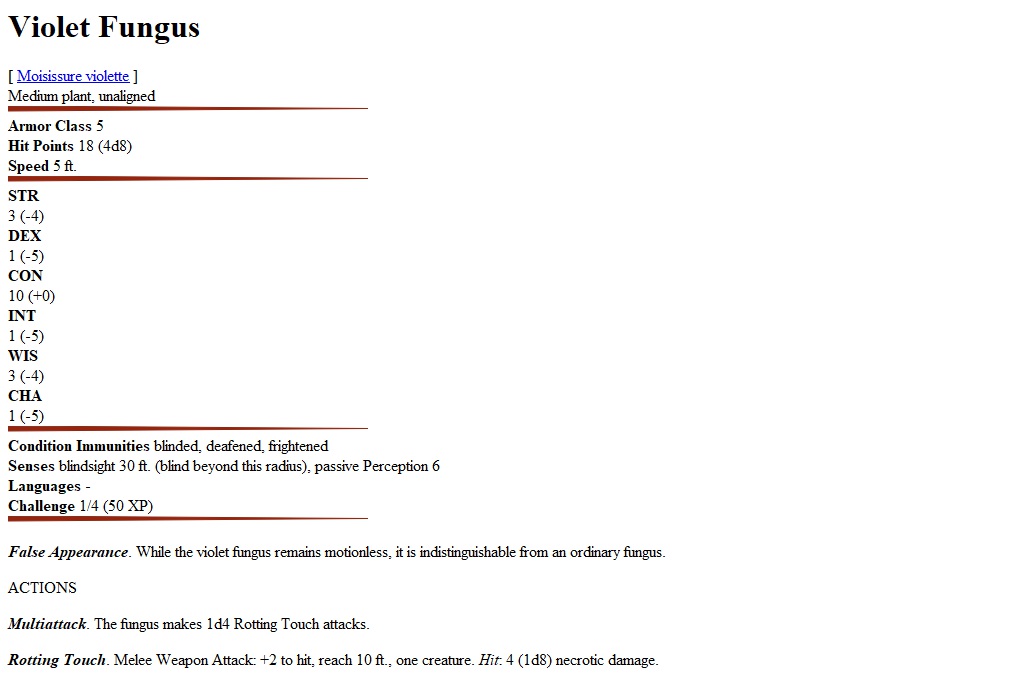 Violet Fungus
[ Moisissure violette ]
Medium plant, unaligned
Armor Class 5
Hit Points 18 (4d8)
Speed 5 ft.
STR
3 (-4)
DEX
1 (-5)
CON
10 (+0)
INT
1 (-5)
WIS
3 (-4)
CHA
1 (-5)
Condition Immunities blinded, deafened, frightened
Senses blindsight 30 ft. (blind beyond this radius), passive Perception 6
Languages -
Challenge 1/4 (50 XP)
False Appearance. While the violet fungus remains motionless, it is indistinguishable from an ordinary fungus.
ACTIONS
Multiattack. The fungus makes 1d4 Rotting Touch attacks.
Rotting Touch. Melee Weapon Attack: +2 to hit, reach 10 ft., one creature. Hit: 4 (1d8) necrotic damage.